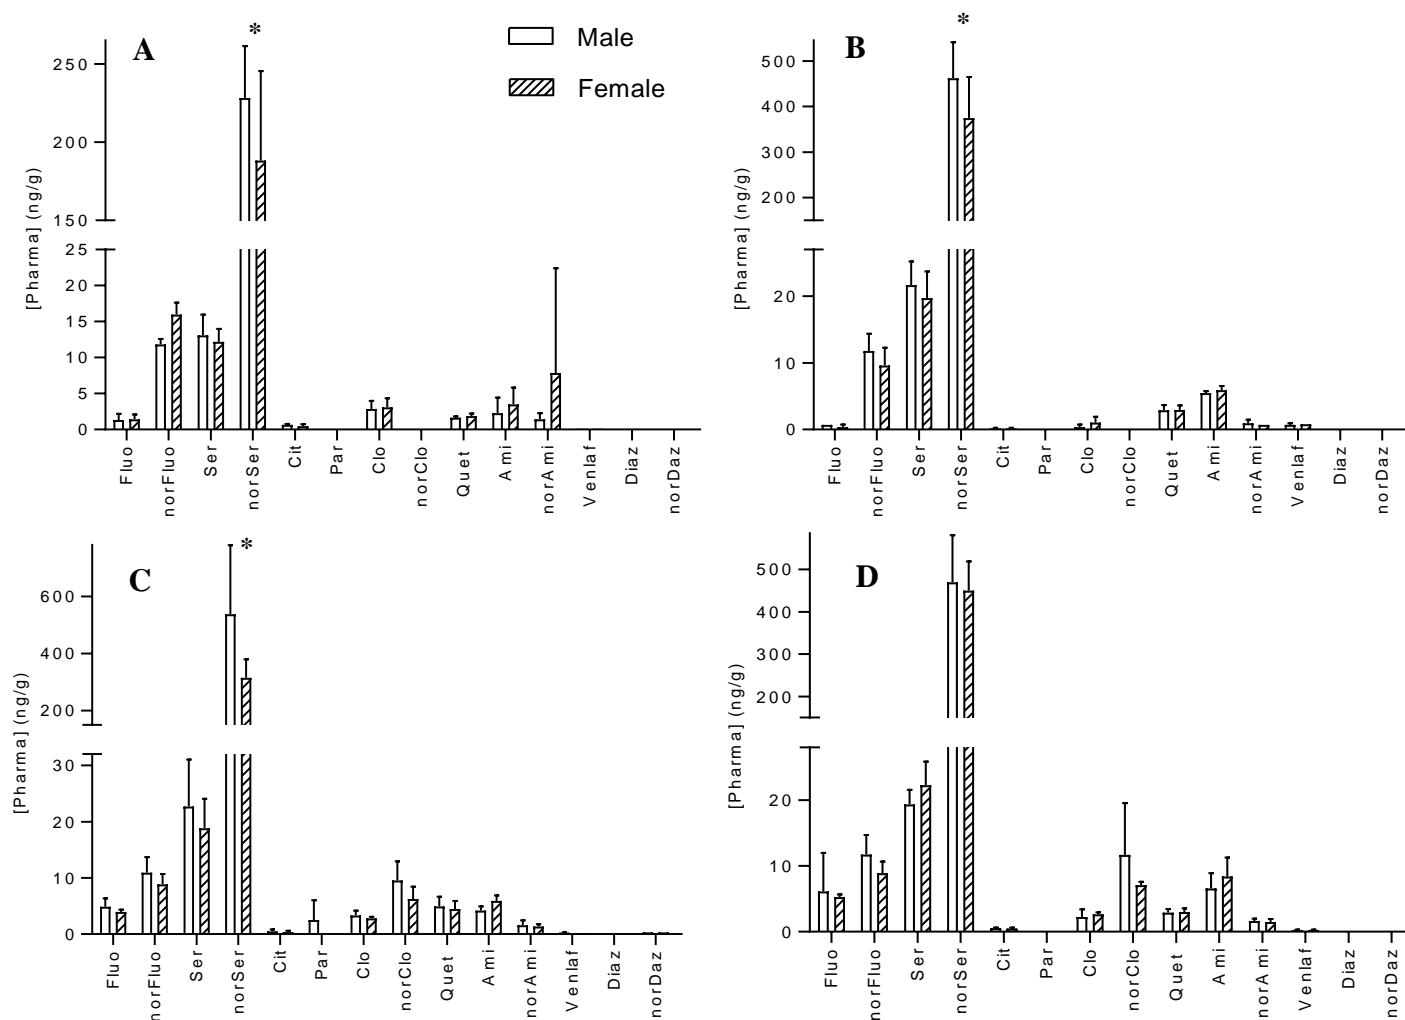 A
*
Male
Female
[Pharma] (ng/g)
250
200
150
25
20
15
10
5
0
Fluo
norFluo
Ser
norSer
Cit
Par
Clo
norClo
Quet
Ami
norAmi
Venlaf
Diaz
norDaz
B
*
[Pharma] (ng/g)
500
400
300
200
20
10
0
Fluo
norFluo
Ser
norSer
Cit
Par
Clo
norClo
Quet
Ami
norAmi
Venlaf
Diaz
norDaz
C
*
[Pharma] (ng/g)
600
400
200
30
20
10
0
Fluo
norFluo
Ser
norSer
Cit
Par
Clo
norClo
Quet
Ami
norAmi
Venlaf
Diaz
norDaz
D
[Pharma] (ng/g)
500
400
300
200
20
10
0
Fluo
norFluo
Ser
norSer
Cit
Par
Clo
norClo
Quet
Ami
norAmi
Venlaf
Diaz
norDaz